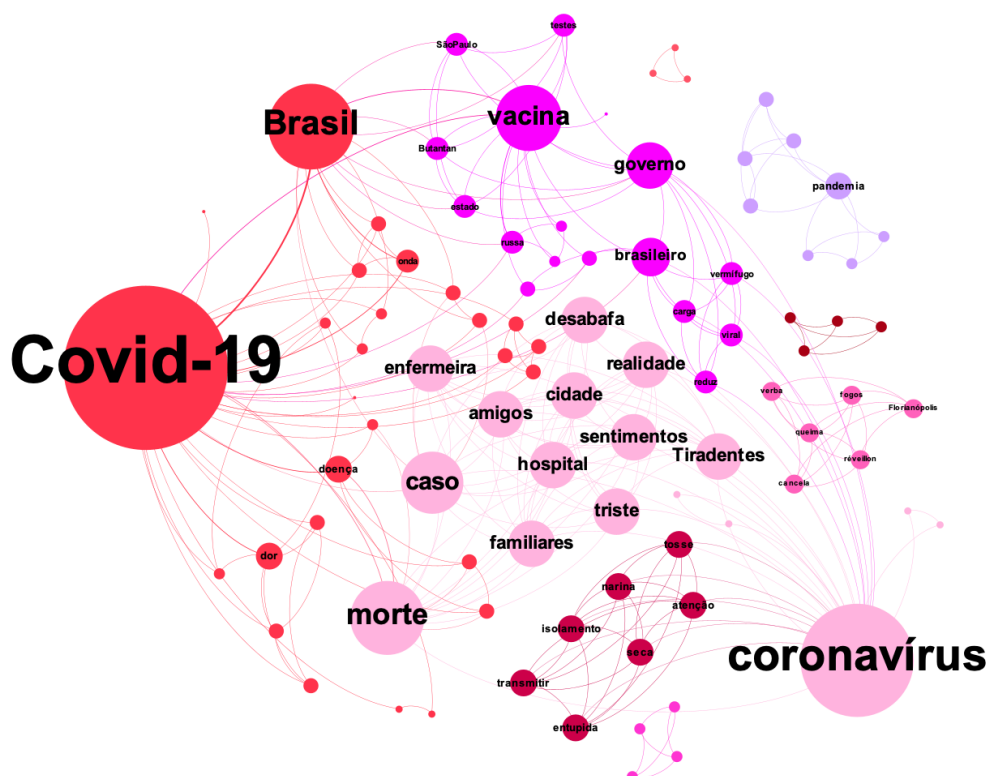 testes
SãoPaulo
Brasil
vacina
Butantan
governo
pandemia
estado
russa
brasileiro
onda
vermífugo
carga
desabafa
viral
Covid-19
enfermeira
realidade
reduz
verba
fogos
Florianópolis
cidade
amigos
queima
sentimentos
Tiradentes
réveillon
hospital
doença
caso
cancela
triste
familiares
tosse
dor
narina
atenção
morte
isolamento
seca
coronavírus
transmitir
entupida